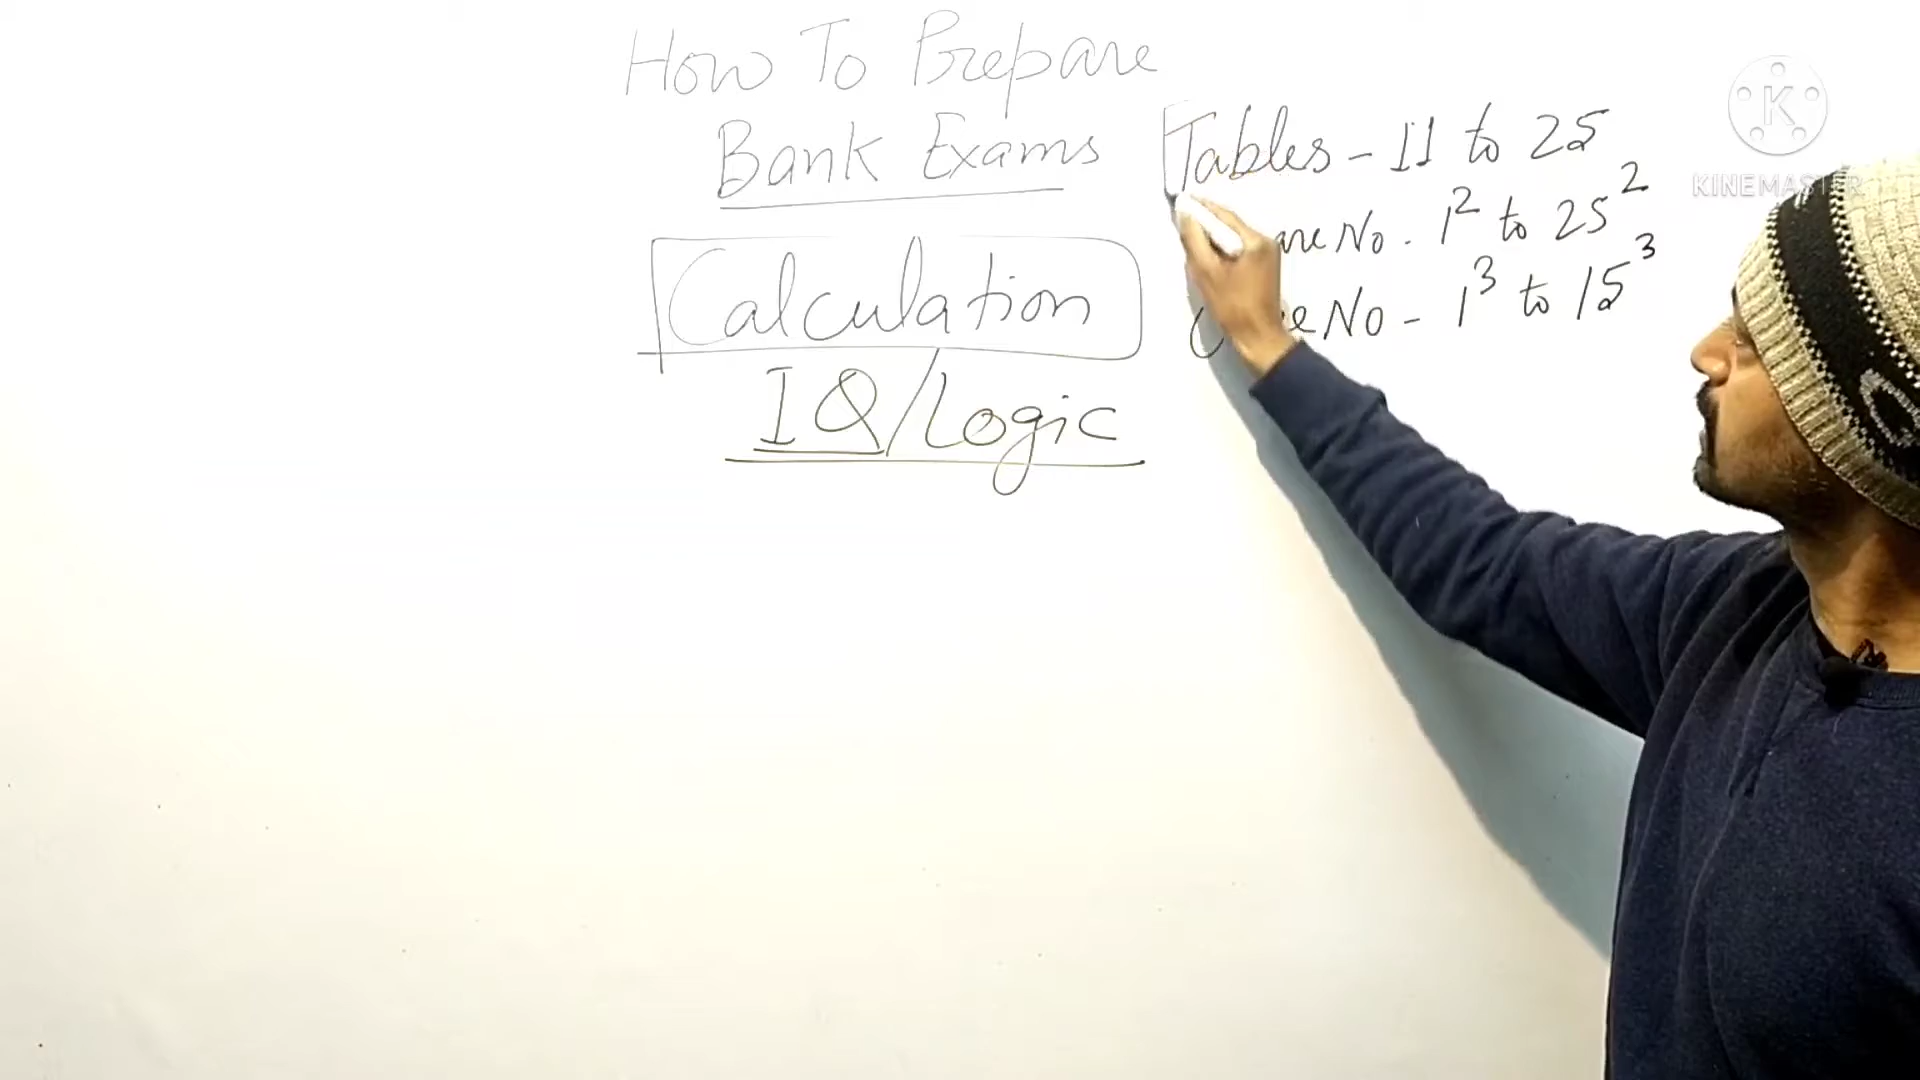 How To Prepare
Bank Exams
Calculation
IQ/Logic
Tables - 11 to 25
No. 1² to 25²
No - 1³ to 15³
K
KINEMASTER